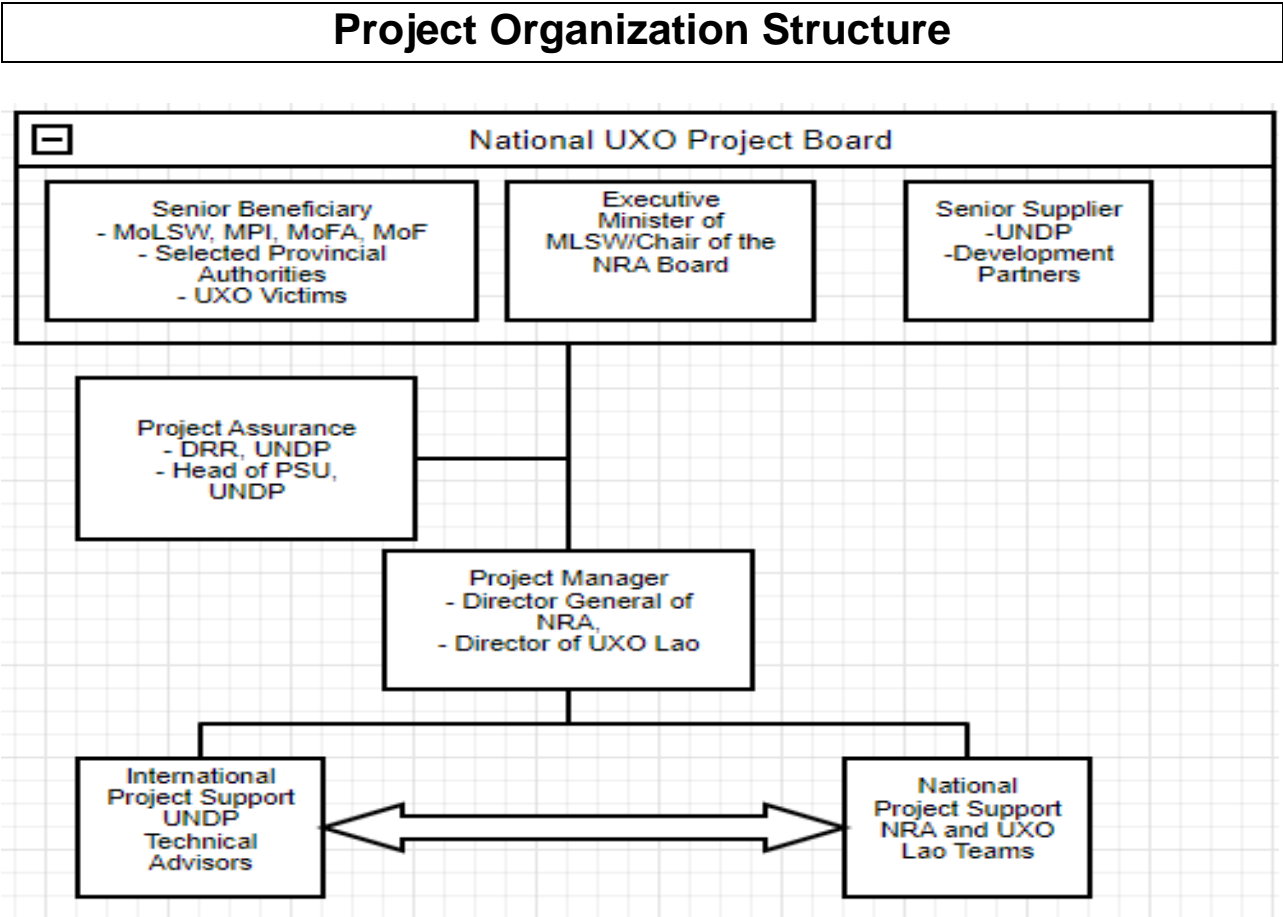 Project Organization Structure
National UXO Project Board
Senior Beneficiary
- MoLSW, MPI, MoFA, MoF
- Selected Provincial
Authorities
- UXO Victims
Executive
Minister of
MLSW/Chair of the
NRA Board
Senior Supplier
-UNDP
-Development
Partners
Project Assurance
- DRR, UNDP
- Head of PSU,
UNDP
Project Manager
- Director General of
NRA,
- Director of UXO Lao
International
Project Support
UNDP
Technical
Advisors
National
Project Support
NRA and UXO
Lao Teams